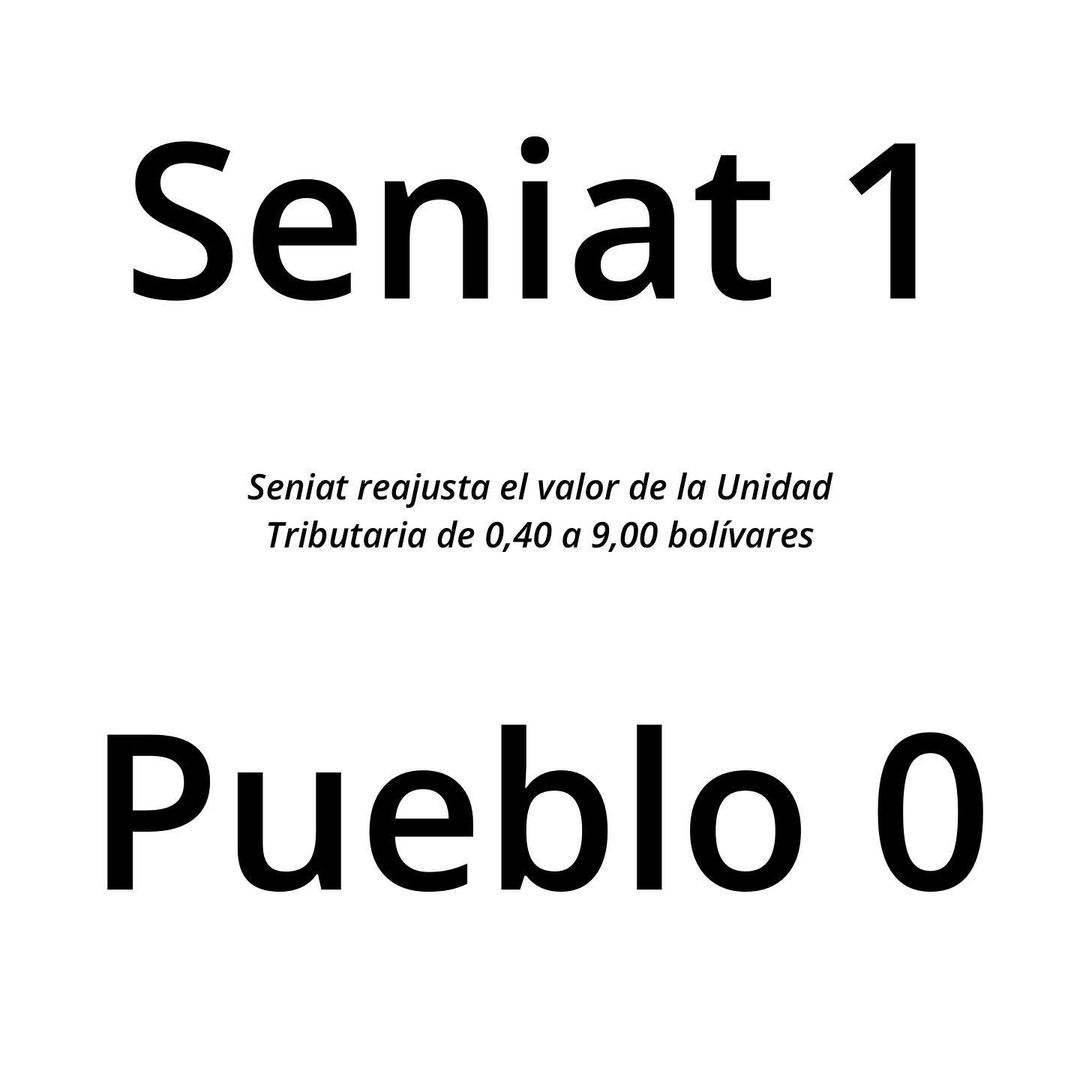 Seniat 1
Seniat reajusta el valor de la Unidad
Tributaria de 0,40 a 9,00 bolívares
Pueblo 0